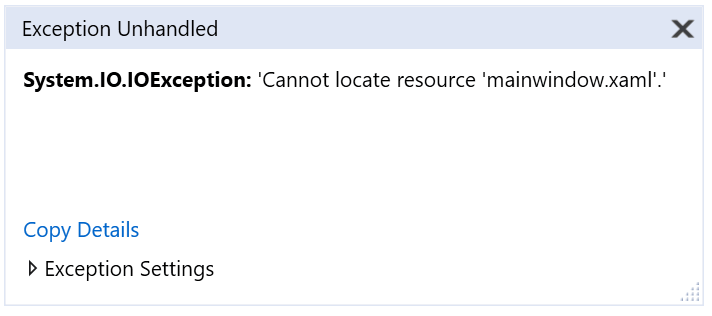 Exception Unhandled
System.IO.IOException: 'Cannot locate resource 'mainwindow.xaml'.'
Copy Details
Exception Settings